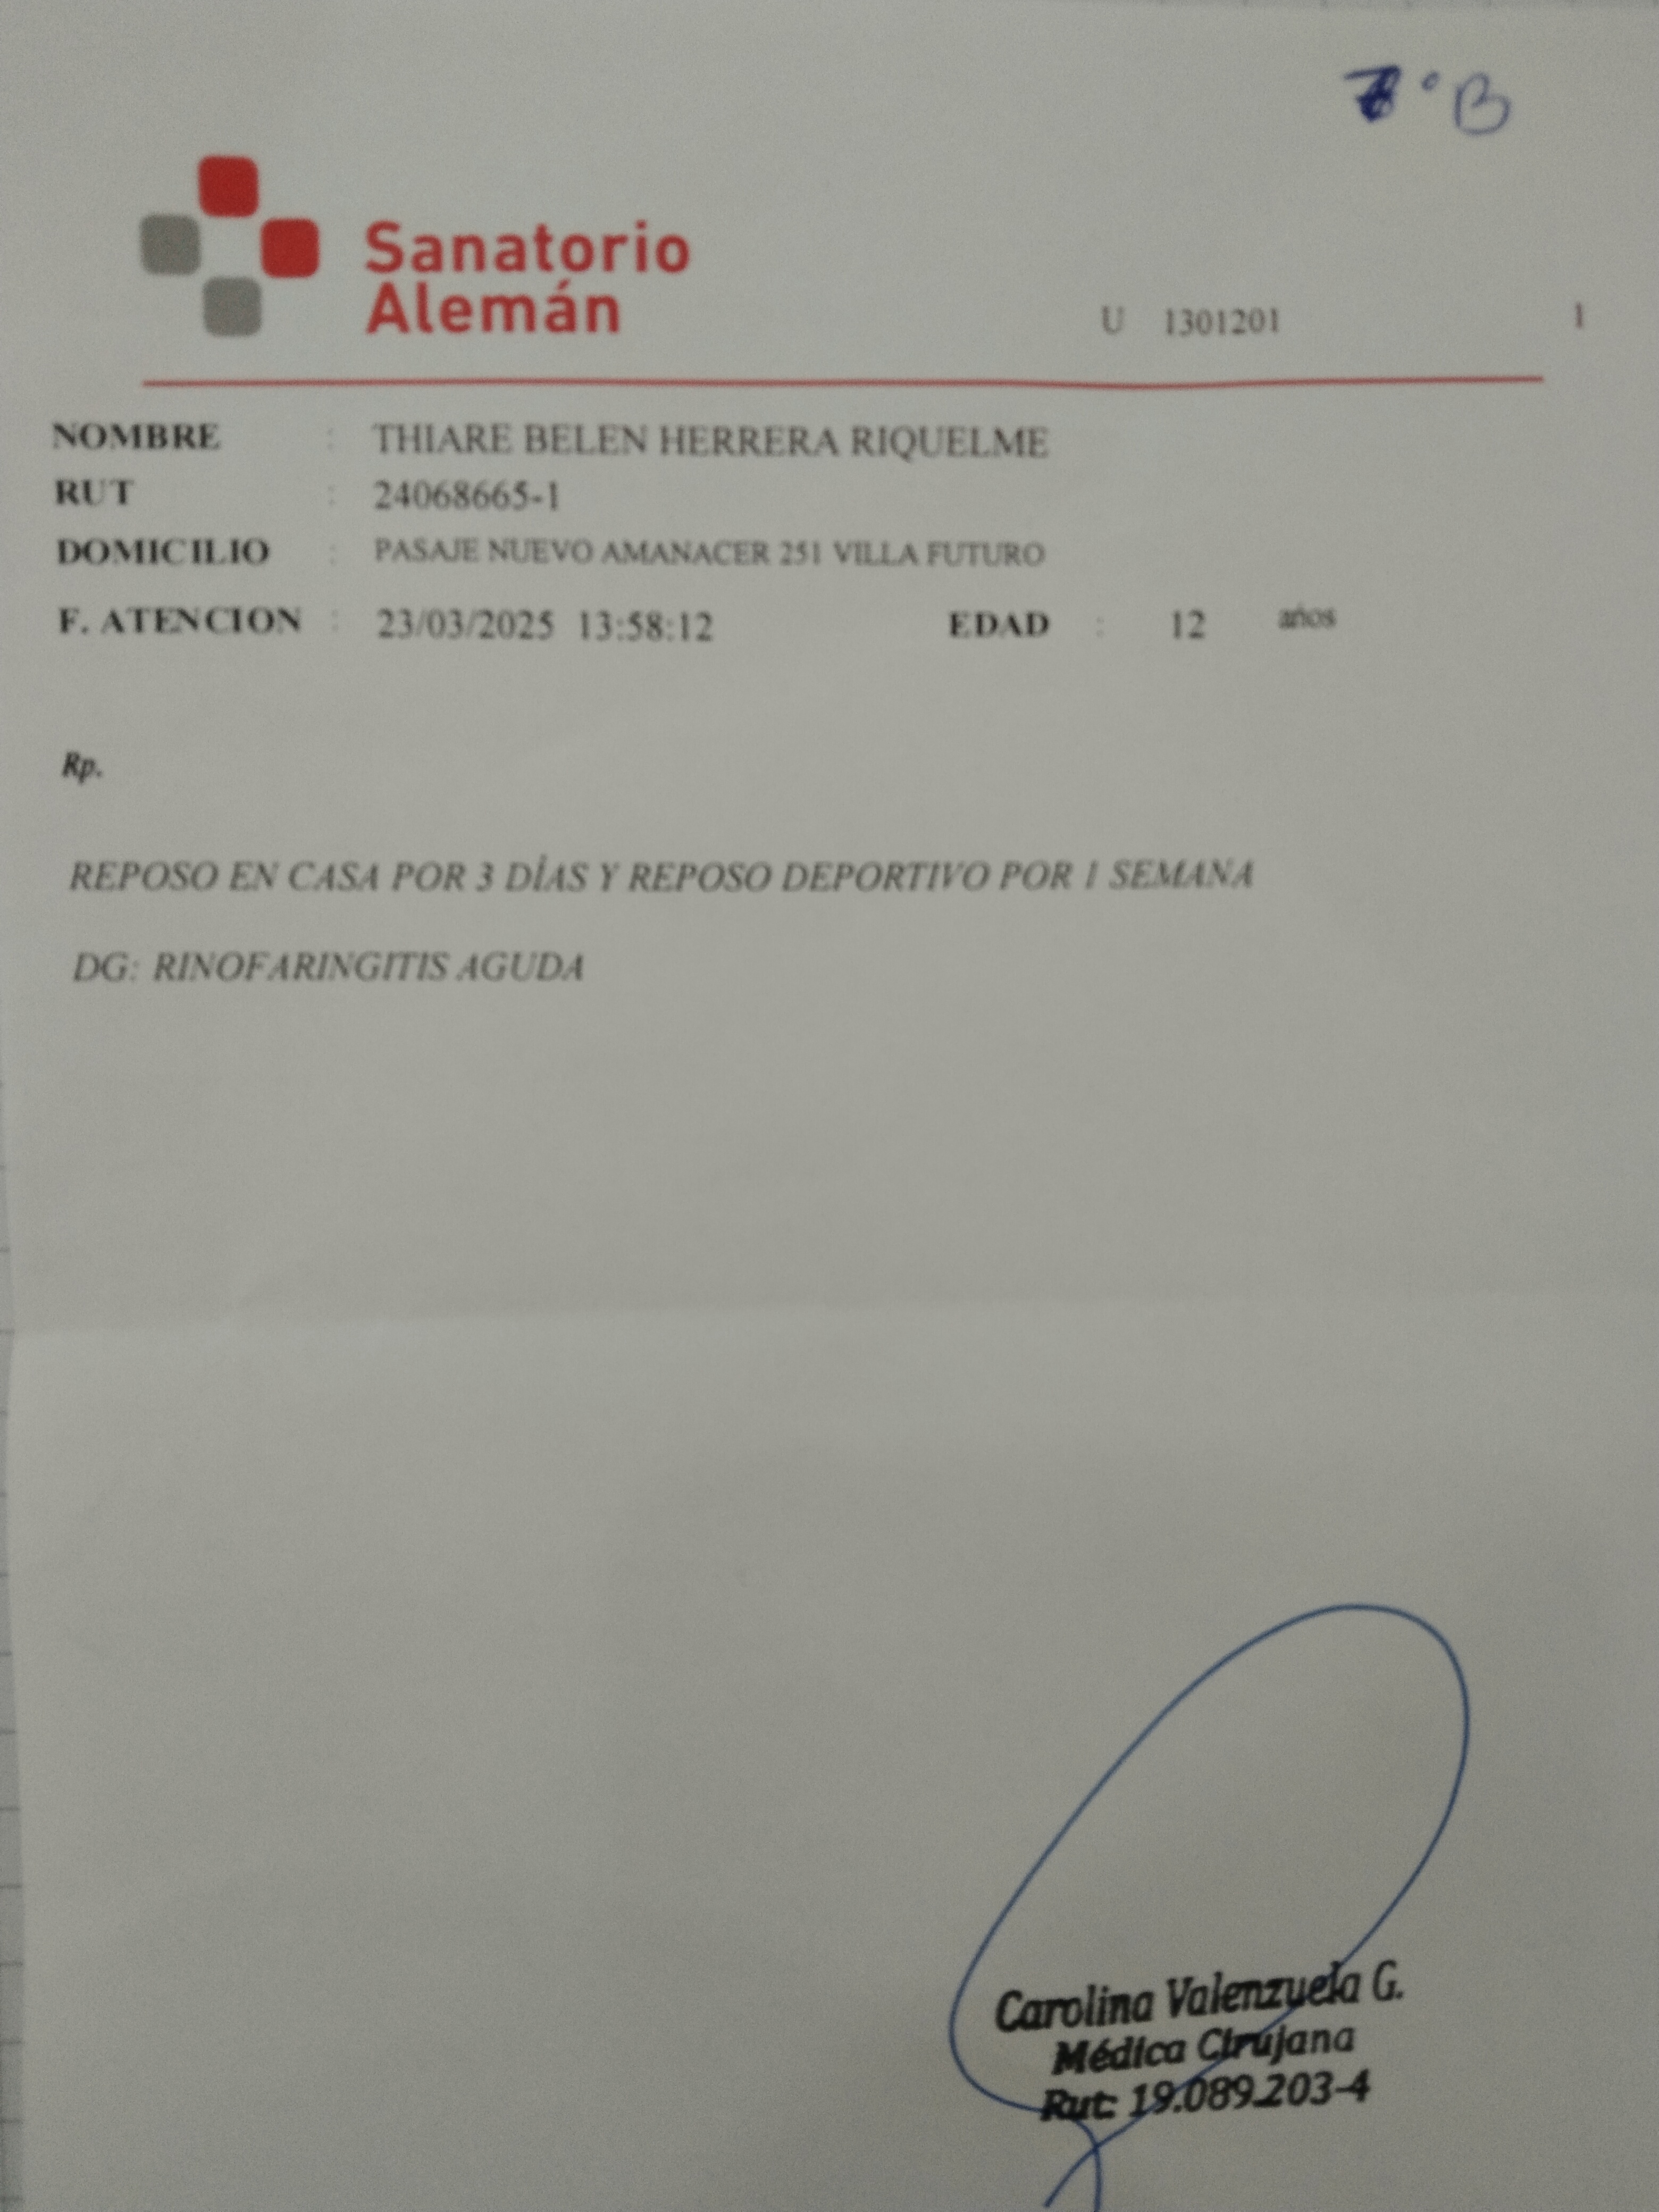 7°B
Sanatorio
Alemán
U 1301201 1
NOMBRE : THIARE BELEN HERRERA RIQUELME
RUT : 24068665-1
DOMICILIO : PASAJE NUEVO AMANACER 251 VILLA FUTURO
F. ATENCION : 23/03/2025 13:58:12 EDAD : 12 años
Rp.
REPOSO EN CASA POR 3 DÍAS Y REPOSO DEPORTIVO POR 1 SEMANA
DG: RINOFARINGITIS AGUDA
Carolina Valenzuela G.
Médica Cirujana
Rut: 19.089.203-4